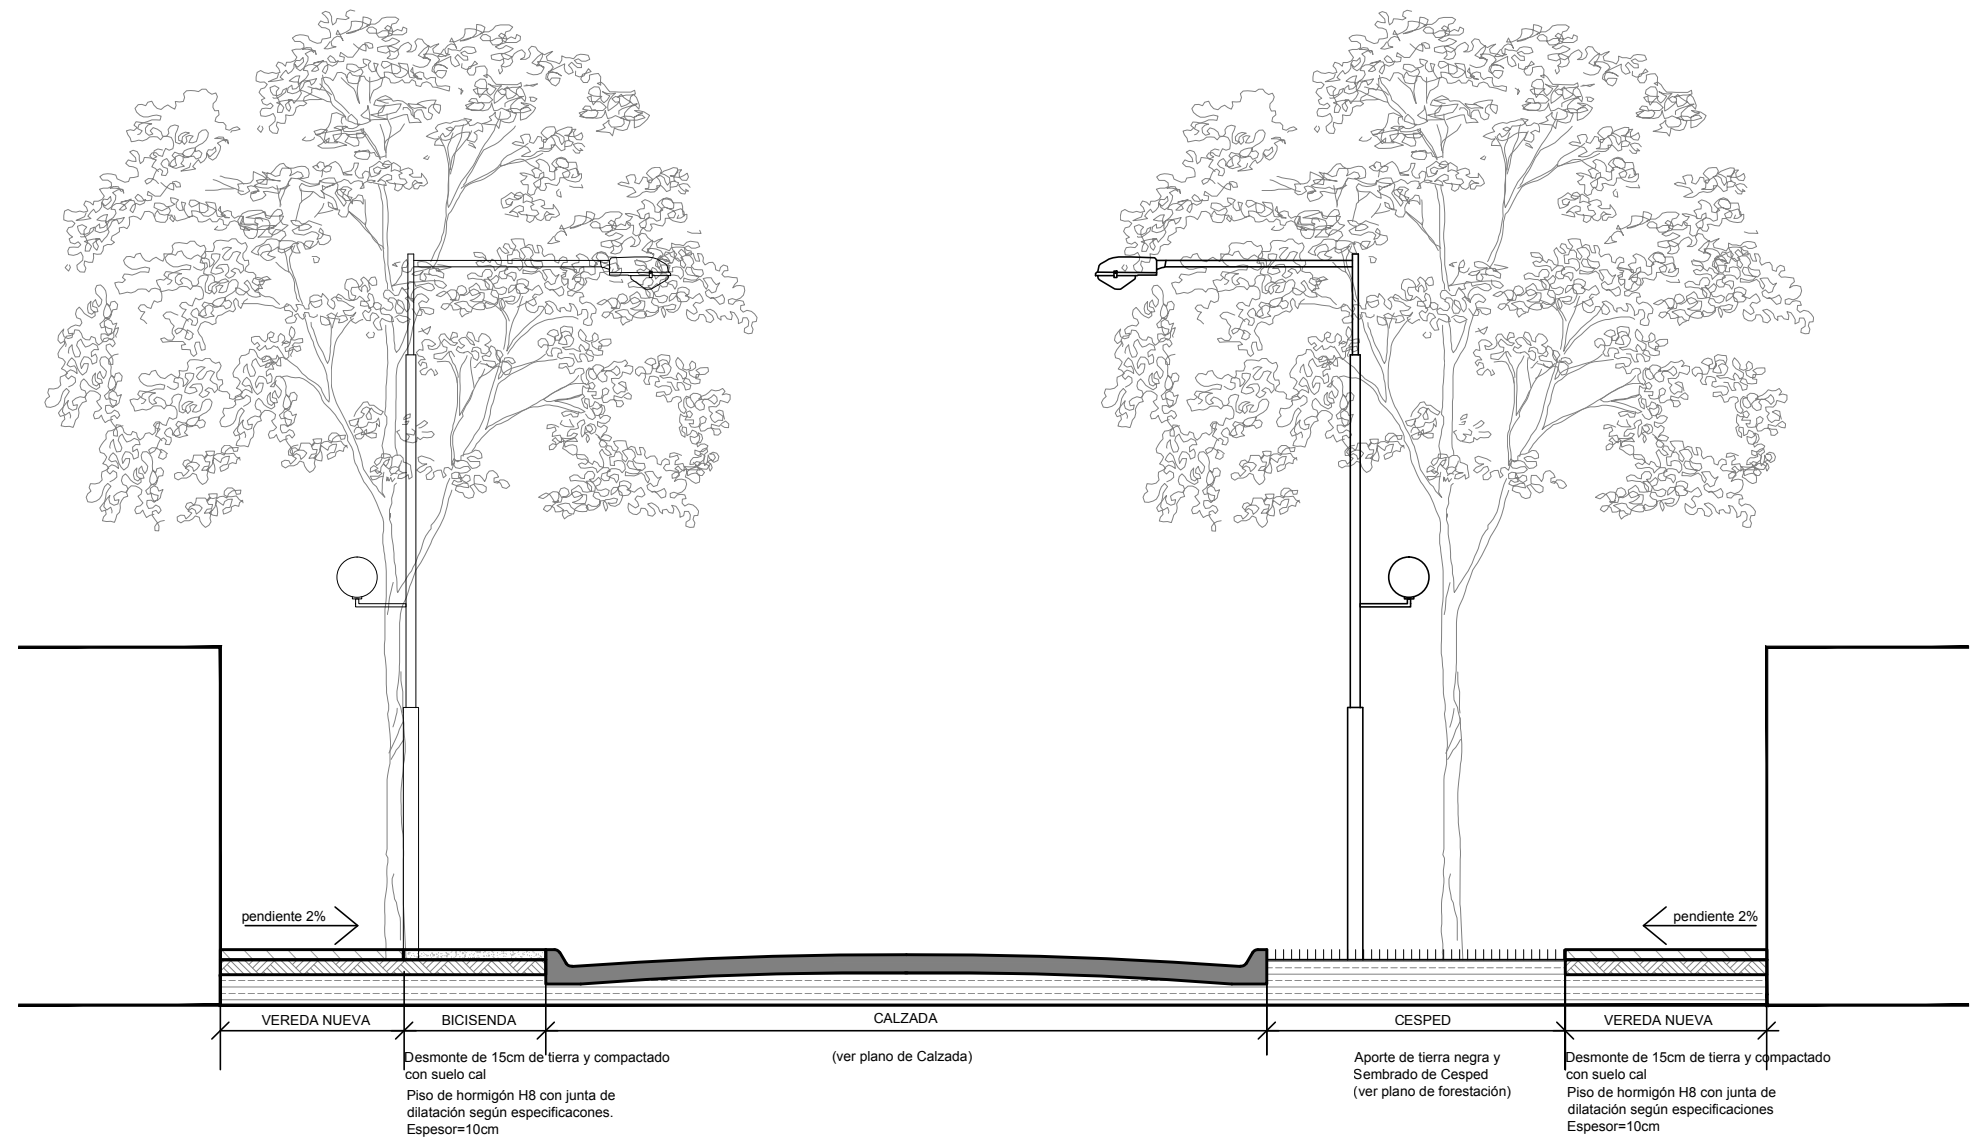 pendiente 2%
pendiente 2%
VEREDA NUEVA
BICISENDA
CALZADA
CESPED
VEREDA NUEVA
Desmonte de 15cm de tierra y compactado
con suelo cal
Piso de hormigón H8 con junta de
dilatación según especificacones.
Espesor=10cm
(ver plano de Calzada)
Aporte de tierra negra y
Sembrado de Cesped
(ver plano de forestación)
Desmonte de 15cm de tierra y compactado
con suelo cal
Piso de hormigón H8 con junta de
dilatación según especificaciones
Espesor=10cm